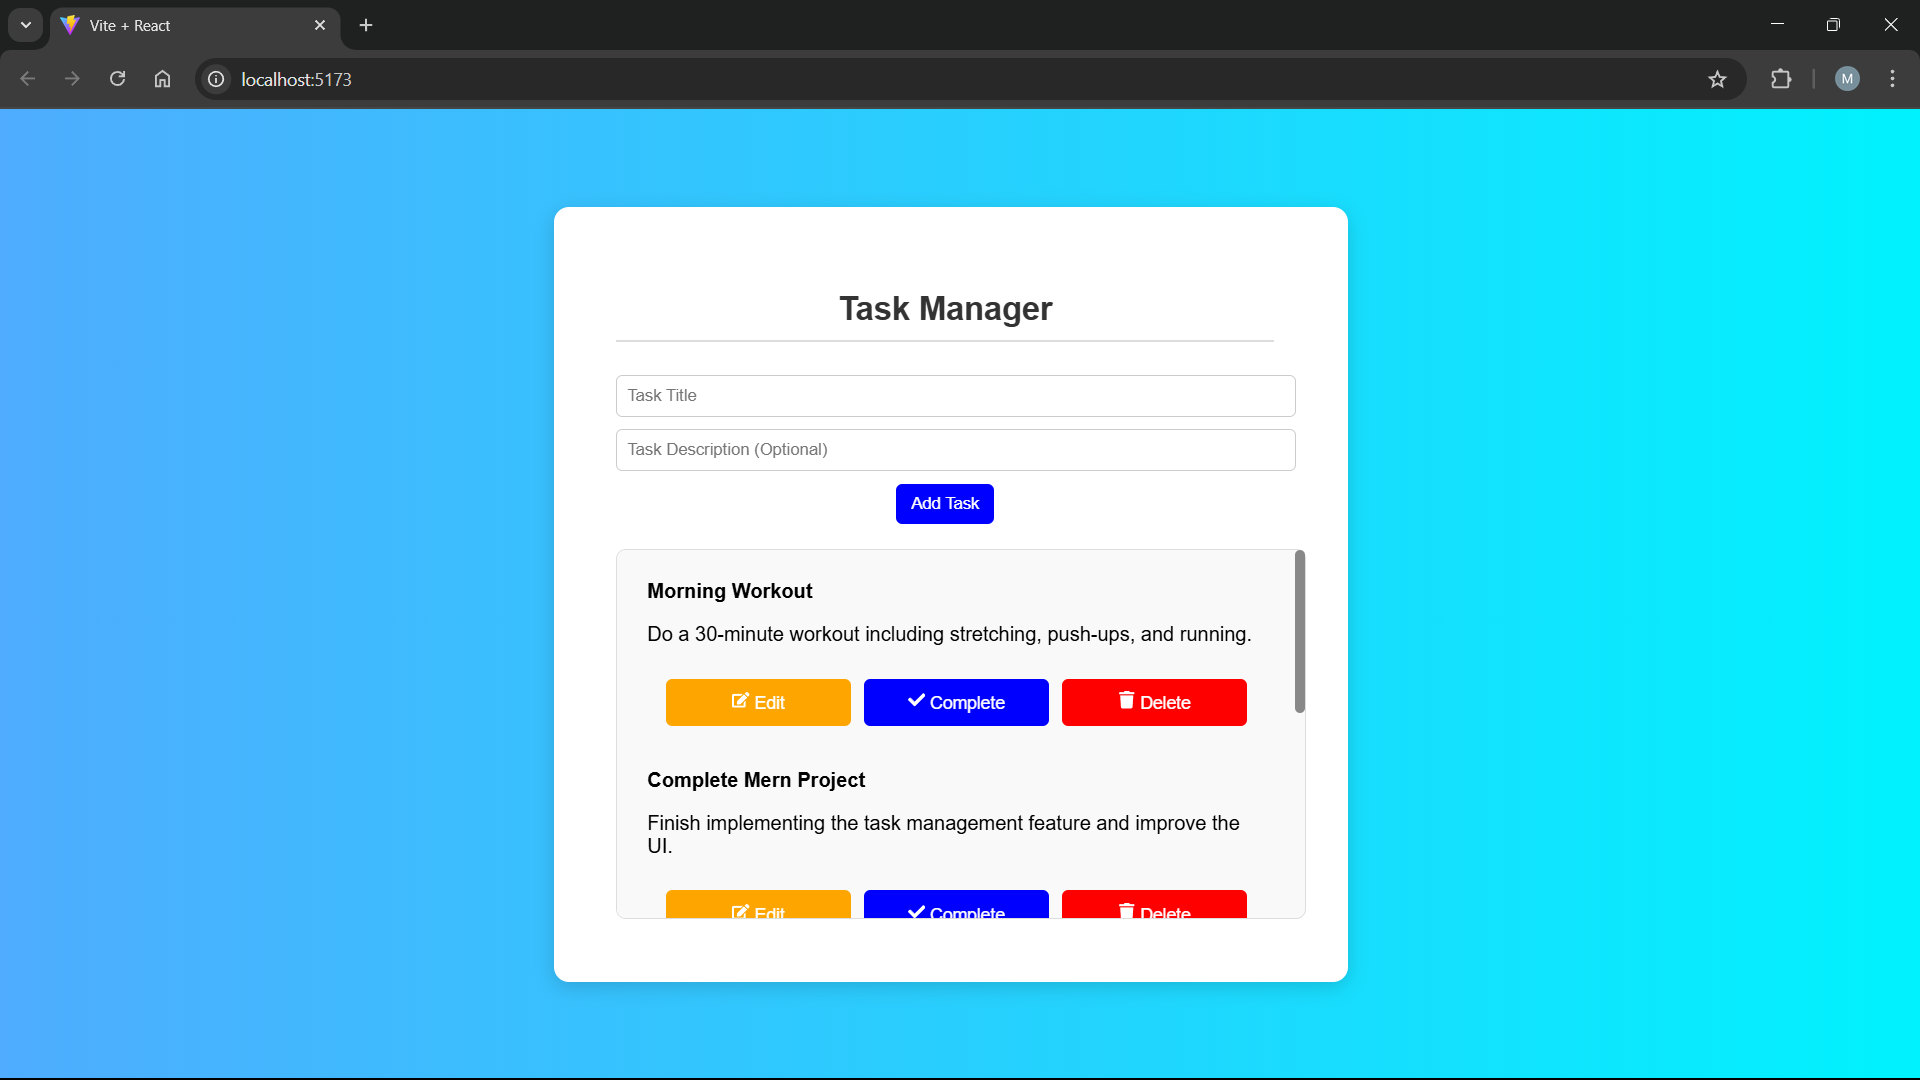 Vite + React
localhost:5173
M
Task Manager
Task Title
Task Description (Optional)
Add Task
Morning Workout
Do a 30-minute workout including stretching, push-ups, and running.
Edit Complete Delete
Complete Mern Project
Finish implementing the task management feature and improve the
UI.
Edit Complete Delete